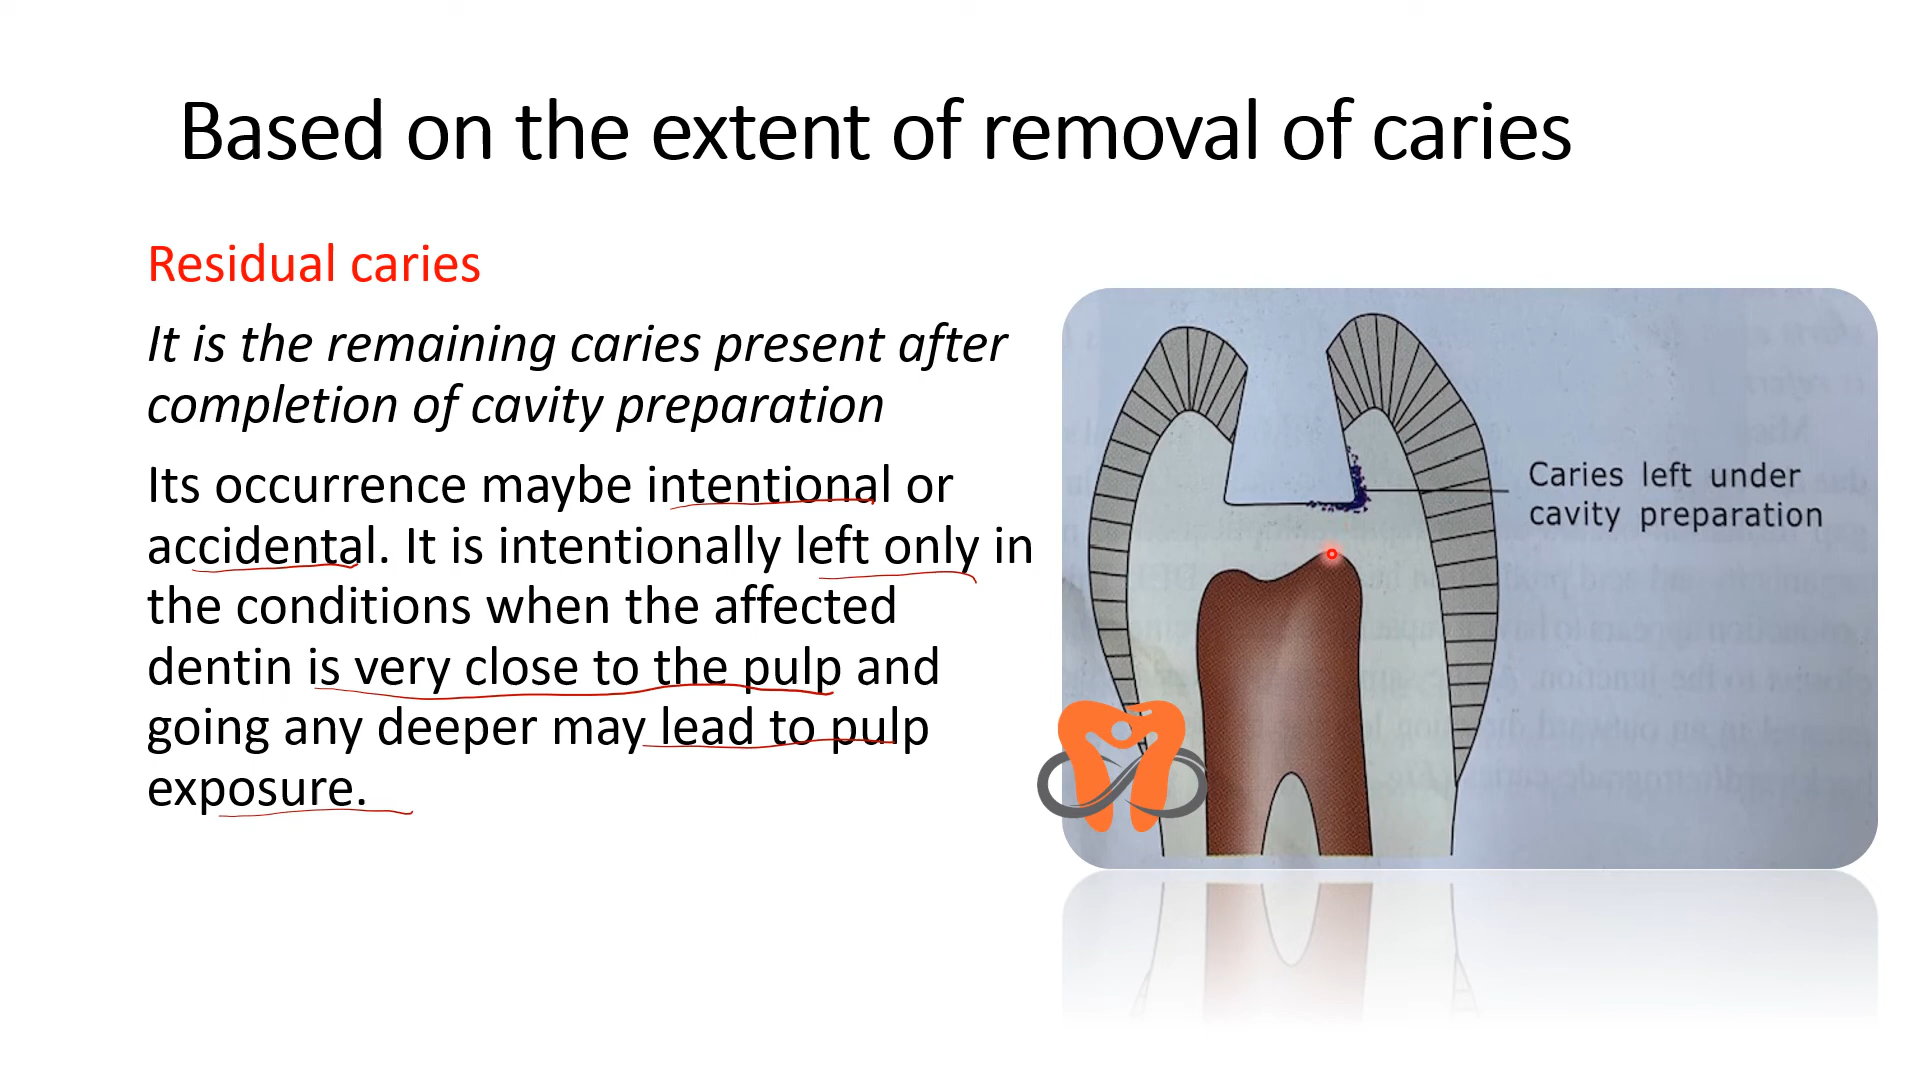 Based on the extent of removal of caries
Residual caries
It is the remaining caries present after
completion of cavity preparation
Its occurrence maybe intentional or
accidental. It is intentionally left only in
the conditions when the affected
dentin is very close to the pulp and
going any deeper may lead to pulp
exposure.
Caries left under
cavity preparation